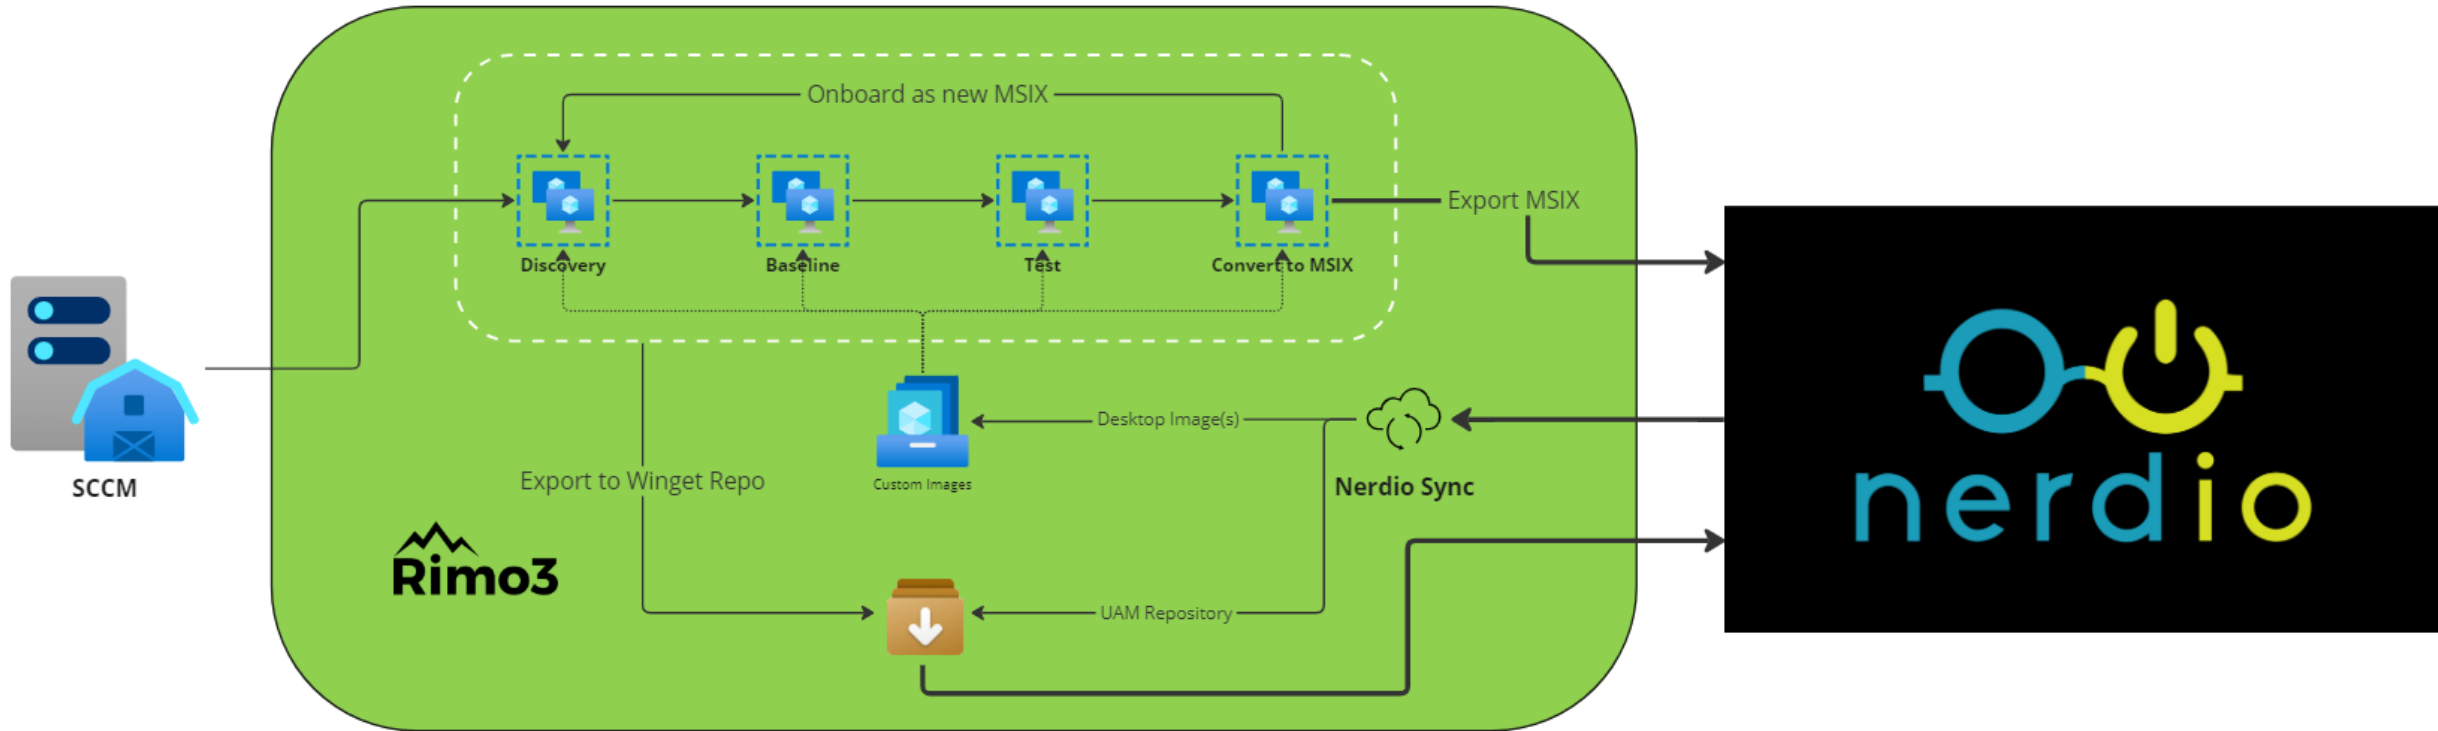 Onboard as new MSIX
Export MSIX
Discovery
Baseline
Test
Convert to MSIX
SCCM
Desktop Image(s)
Custom Images
Nerdio Sync
Export to Winget Repo
Rimo3
UAM Repository
nerdio